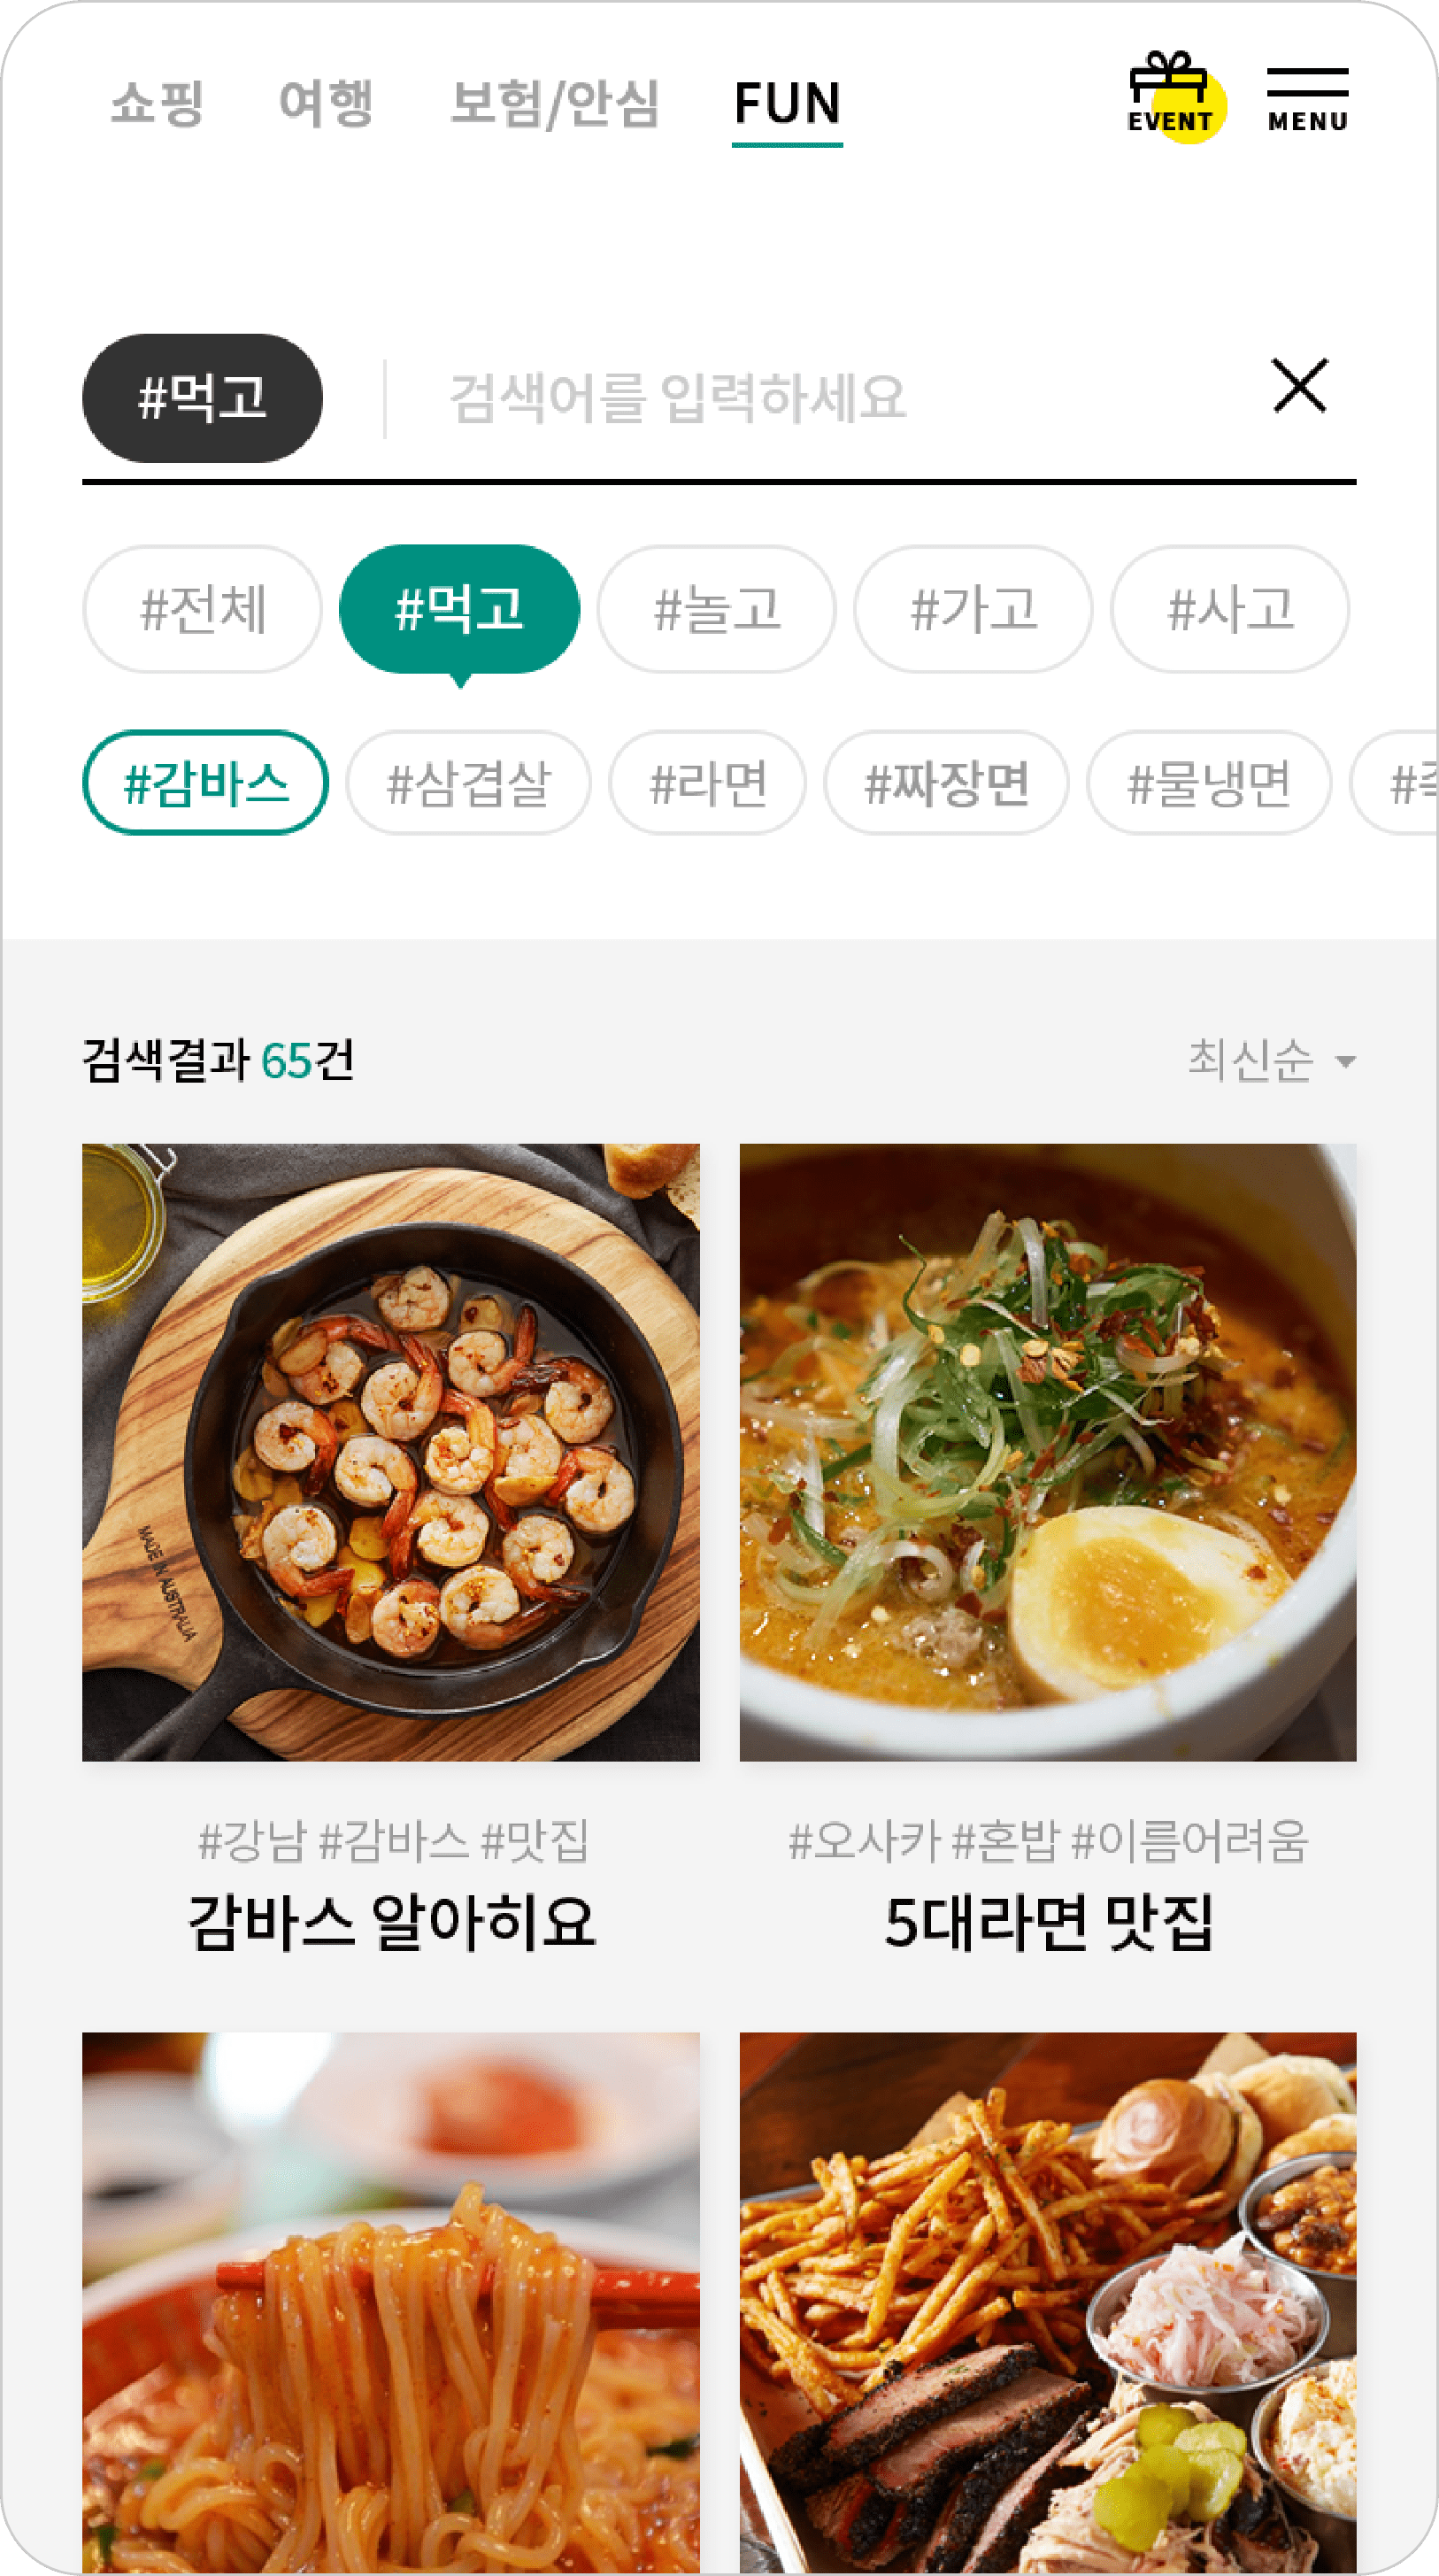 쇼핑 여행 보험/안심 FUN EVENT MENU
#먹고 검색어를 입력하세요
#전체 #먹고 #놀고 #가고 #사고
#감바스 #삼겹살 #라면 #짜장면 #물냉면
검색결과 65건 최신순
MADE IN AUSTRALIA
#강남 #감바스 #맛집 #오사카 #혼밥 #이름어려움
감바스 알아히요 5대라면 맛집